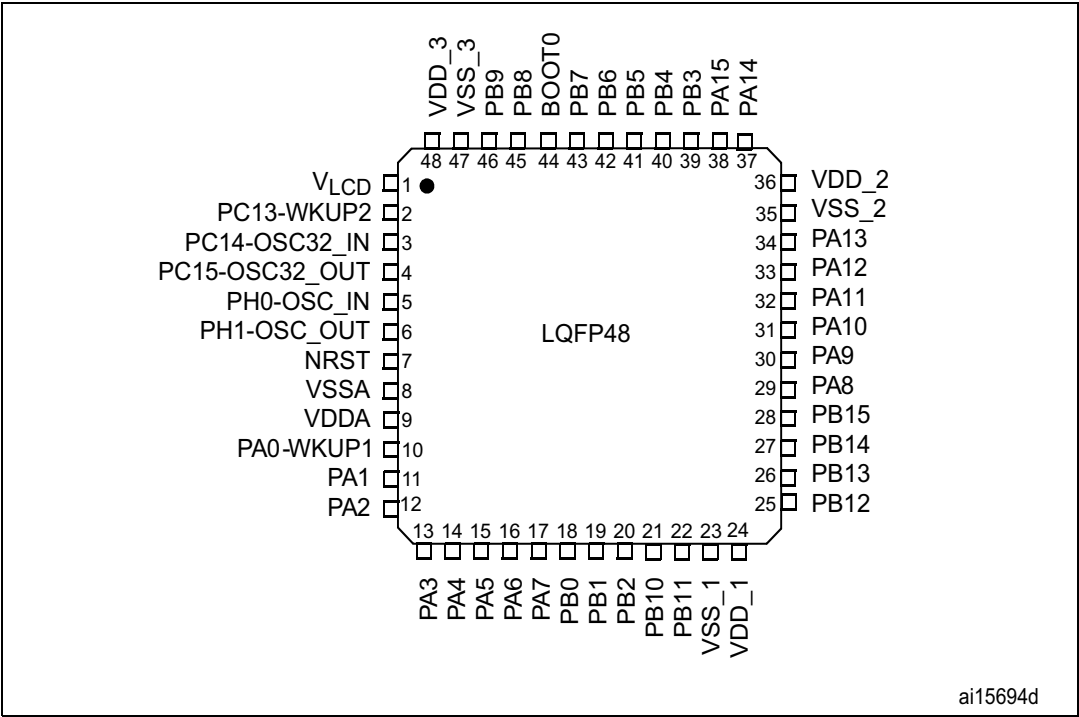 VDD_3
VSS_3
PB9
PB8
BOOT0
PB7
PB6
PB5
PB4
PB3
PA15
PA14
48 47 46 45 44 43 42 41 40 39 38 37
VLCD 1
PC13-WKUP2 2
PC14-OSC32_IN 3
PC15-OSC32_OUT 4
PH0-OSC_IN 5
PH1-OSC_OUT 6
NRST 7
VSSA 8
VDDA 9
PA0-WKUP1 10
PA1 11
PA2 12
LQFP48
36 VDD_2
35 VSS_2
34 PA13
33 PA12
32 PA11
31 PA10
30 PA9
29 PA8
28 PB15
27 PB14
26 PB13
25 PB12
13 14 15 16 17 18 19 20 21 22 23 24
PA3
PA4
PA5
PA6
PA7
PB0
PB1
PB2
PB10
PB11
VSS_1
VDD_1
ai15694d